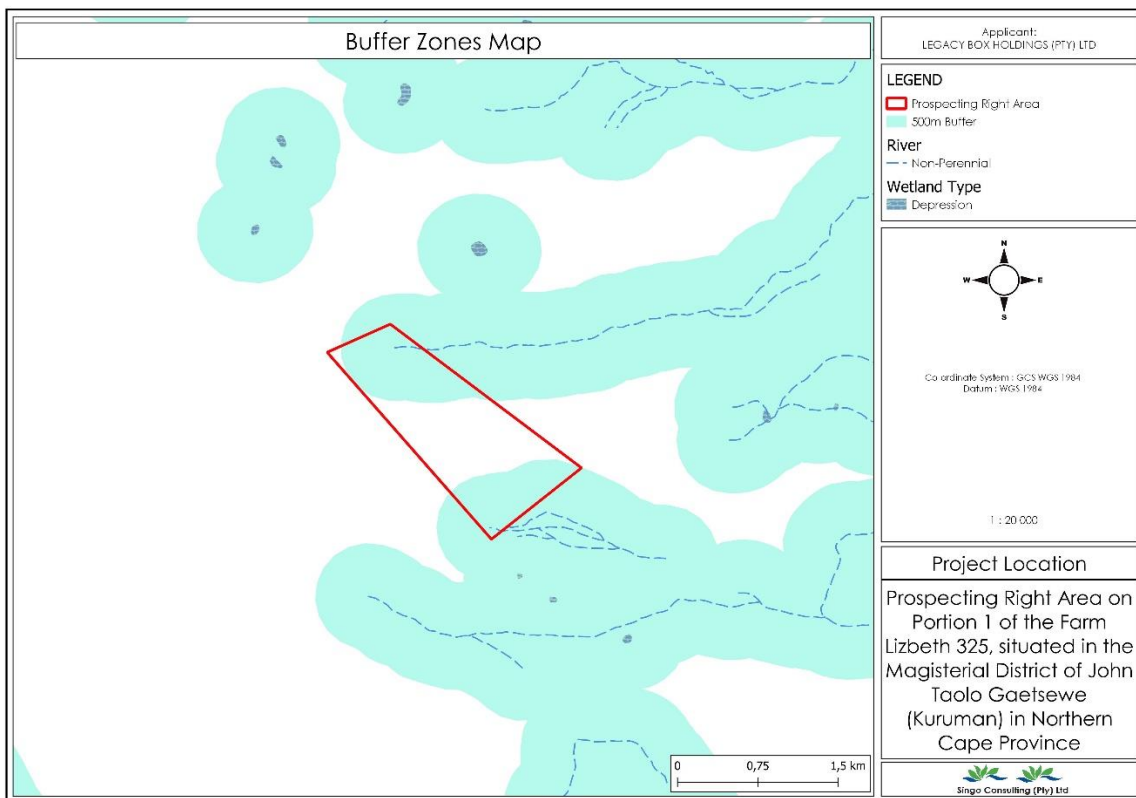 Buffer Zones Map
Applicant:
LEGACY BOX HOLDINGS (PTY) LTD
LEGEND
Prospecting Right Area
500m Buffer
River
Non-Perennial
Wetland Type
Depression
N
W E
S
Co ordinate System : GCS WGS 1984
Datum : WGS 1984
1 : 20 000
0 0,75 1,5 km
Project Location
Prospecting Right Area on
Portion 1 of the Farm
Lizbeth 325, situated in the
Magisterial District of John
Taolo Gaetsewe
(Kuruman) in Northern
Cape Province
Singo Consulting (Pty) Ltd